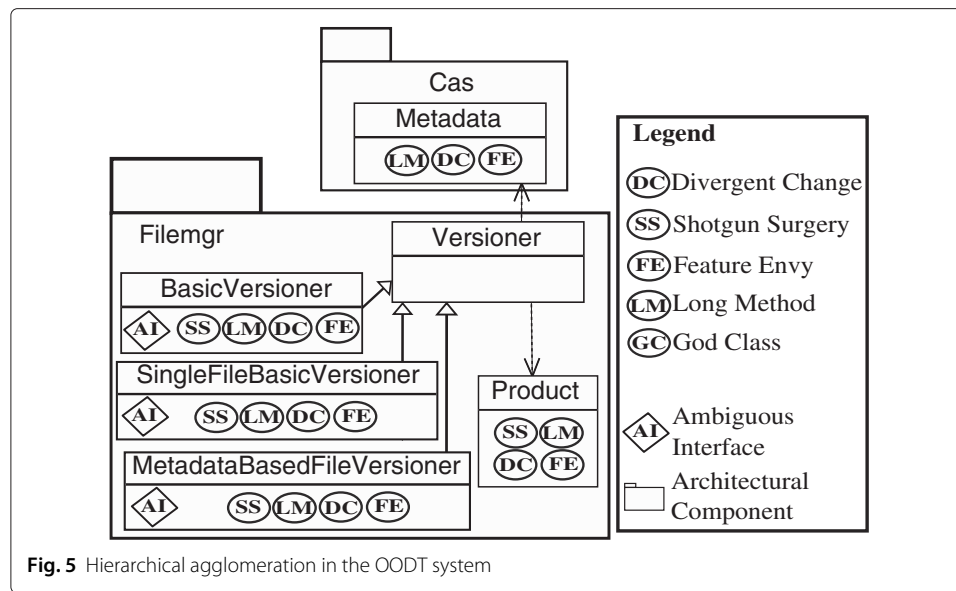 Cas
Metadata
LM DC FE
Filemgr
Versioner
BasicVersioner
AI SS LM DC FE
SingleFileBasicVersioner
AI SS LM DC FE
MetadataBasedFileVersioner
AI SS LM DC FE
Product
SS LM
DC FE
Legend
DC Divergent Change
SS Shotgun Surgery
FE Feature Envy
LM Long Method
GC God Class
AI Ambiguous
Interface
Architectural
Component
Fig. 5 Hierarchical agglomeration in the OODT system